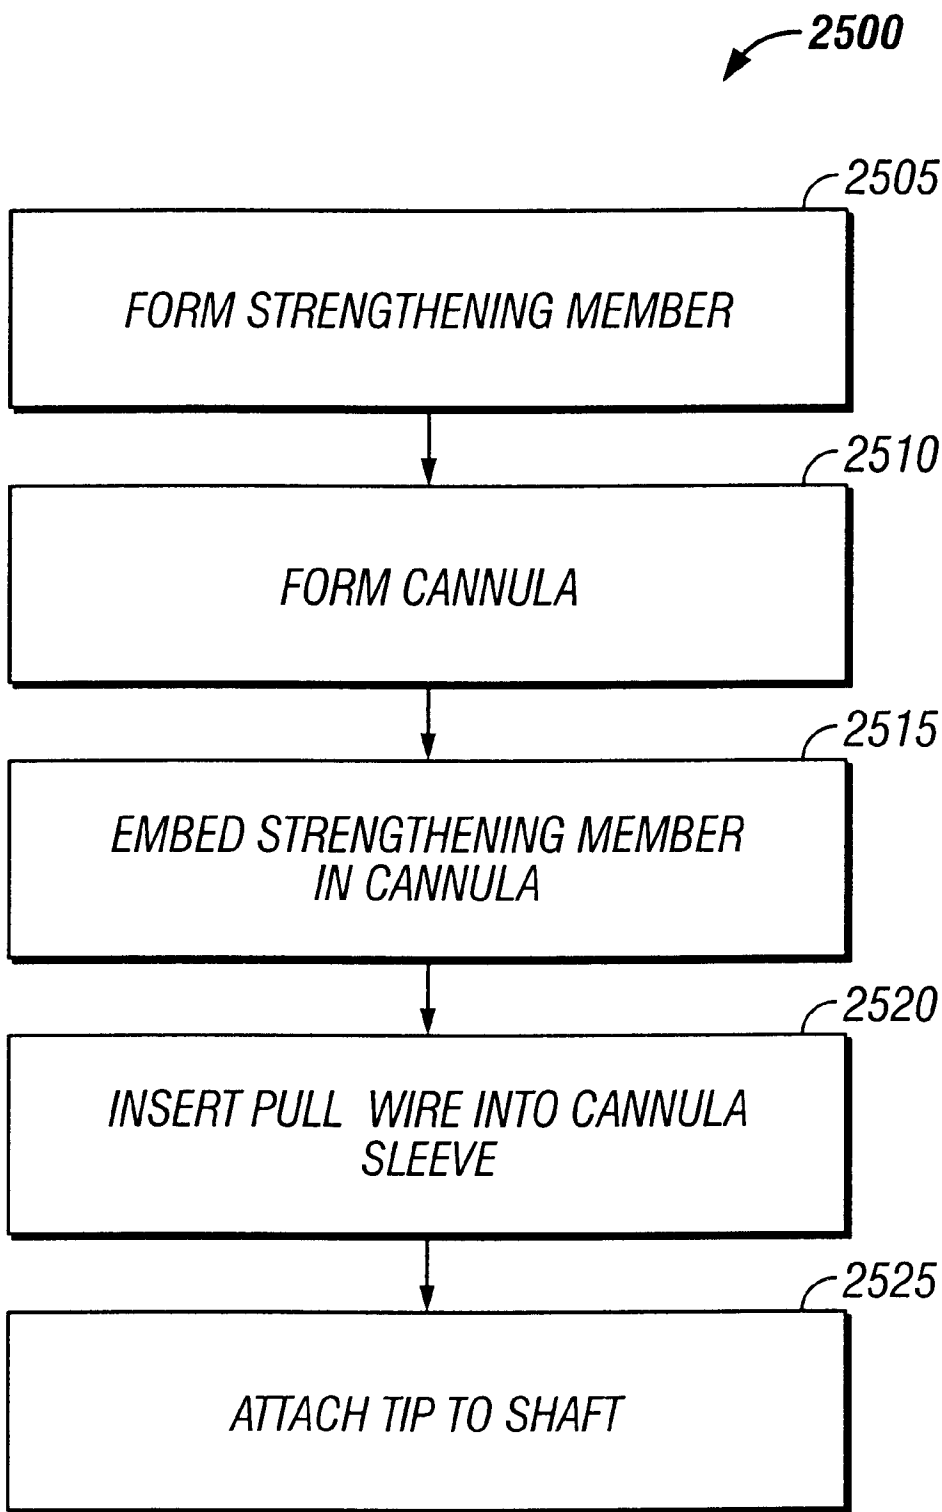 2500
2505
FORM STRENGTHENING MEMBER
2510
FORM CANNULA
2515
EMBED STRENGTHENING MEMBER
IN CANNULA
2520
INSERT PULL WIRE INTO CANNULA
SLEEVE
2525
ATTACH TIP TO SHAFT